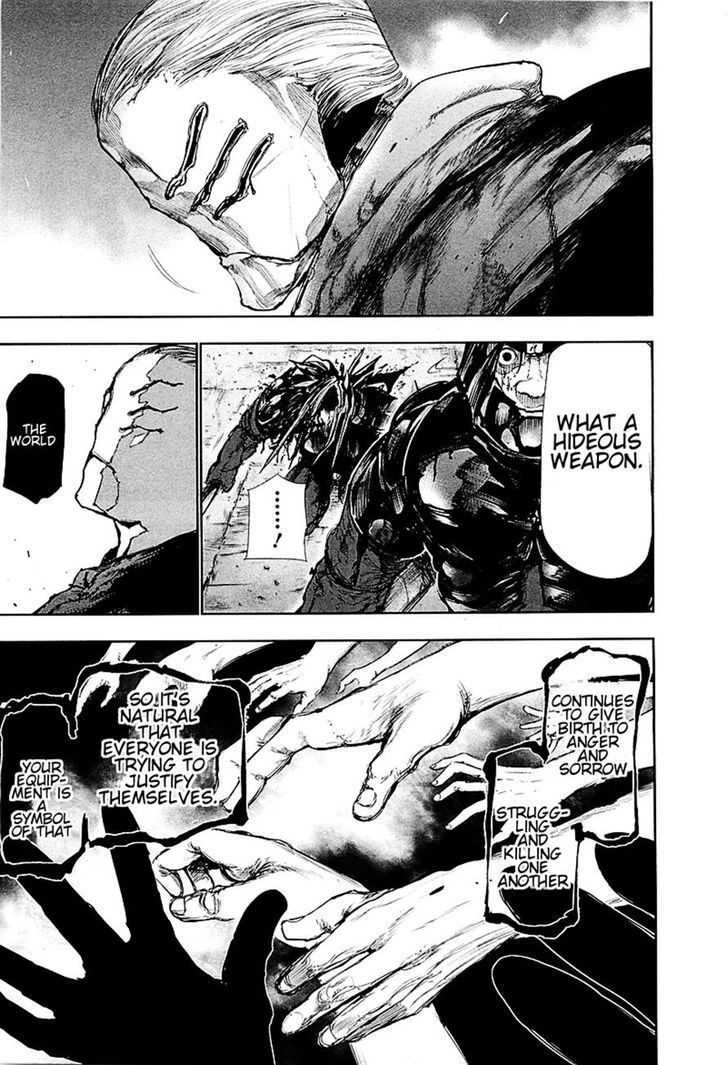 WHAT A
HIDEOUS
WEAPON.
......!
THE
WORLD
CONTINUES
TO GIVE
BIRTH TO
ANGER
AND
SORROW
STRUGG-
LING
AND
KILLING
ONE
ANOTHER
SO IT'S
NATURAL
THAT
EVERYONE IS
TRYING TO
JUSTIFY
THEMSELVES.
YOUR
EQUIP-
MENT IS
A
SYMBOL
OF THAT